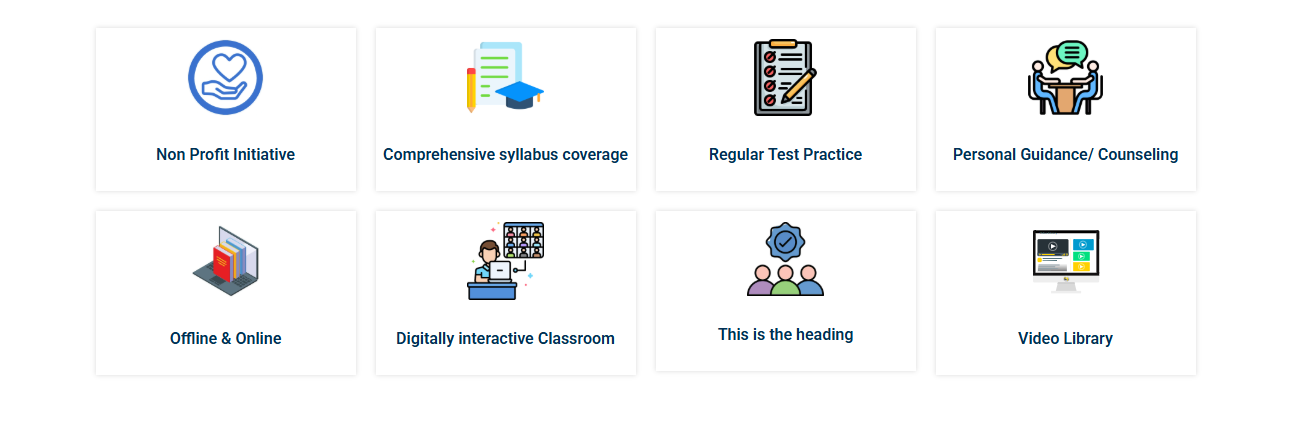 Non Profit Initiative
Comprehensive syllabus coverage
Regular Test Practice
Personal Guidance/ Counseling
Offline & Online
Digitally interactive Classroom
This is the heading
Video Library